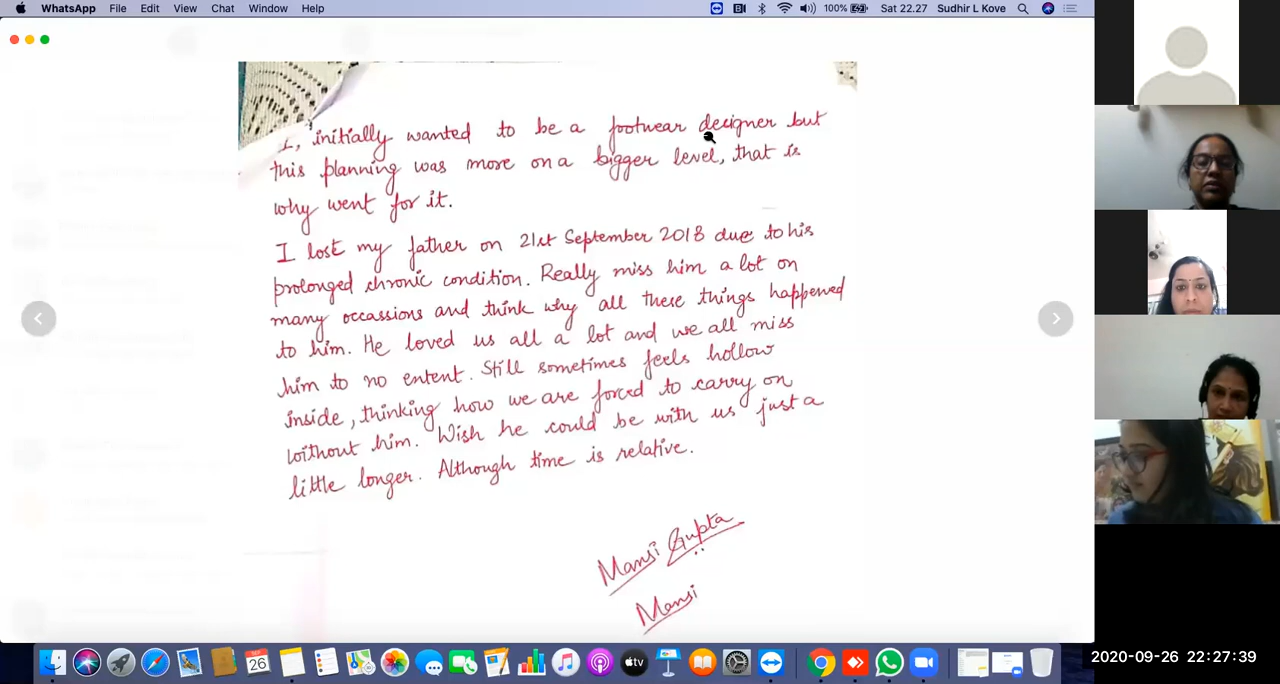 WhatsApp File Edit View Chat Window Help 100% Sat 22.27 Sudhir L Kove
I, initially wanted to be a footwear designer but
this planning was more on a bigger level, that is
why went for it.
I lost my father on 21st September 2018 due to his
prolonged chronic condition. Really miss him a lot on
many occassions and think why all these things happened
to him. He loved us all a lot and we all miss
him to no entent. Still sometimes feels hollow
inside, thinking how we are forced to carry on
without him. Wish he could be with us just a
little longer. Although time is relative.
Mansi Gupta
Mansi
SEP
26
tv
2020-09-26 22:27:39